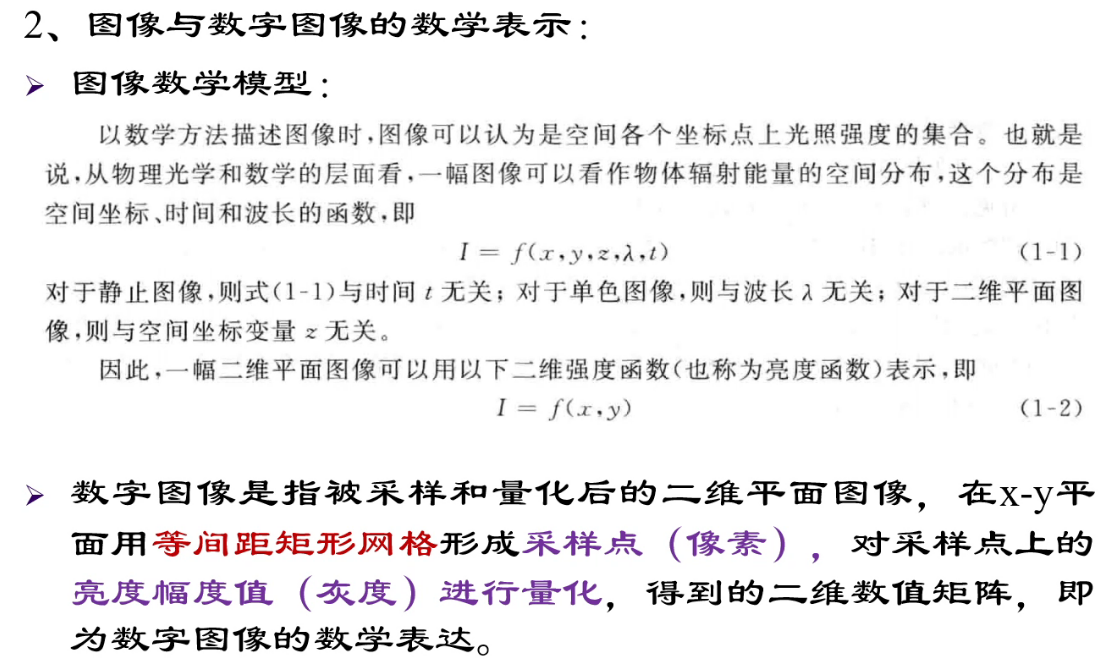 2、图像与数字图像的数学表示:
➢ 图像数学模型:
以数学方法描述图像时,图像可以认为是空间各个坐标点上光照强度的集合。也就是
说,从物理光学和数学的层面看,一幅图像可以看作物体辐射能量的空间分布,这个分布是
空间坐标、时间和波长的函数,即
I = f(x,y,z,λ,t) (1-1)
对于静止图像,则式(1-1)与时间 t 无关; 对于单色图像,则与波长 λ 无关; 对于二维平面图
像,则与空间坐标变量 z 无关。
因此,一幅二维平面图像可以用以下二维强度函数(也称为亮度函数)表示,即
I = f(x,y) (1-2)
➢ 数字图像是指被采样和量化后的二维平面图像，在x-y平
面用等间距矩形网格形成采样点（像素），对采样点上的
亮度幅度值（灰度）进行量化，得到的二维数值矩阵，即
为数字图像的数学表达。